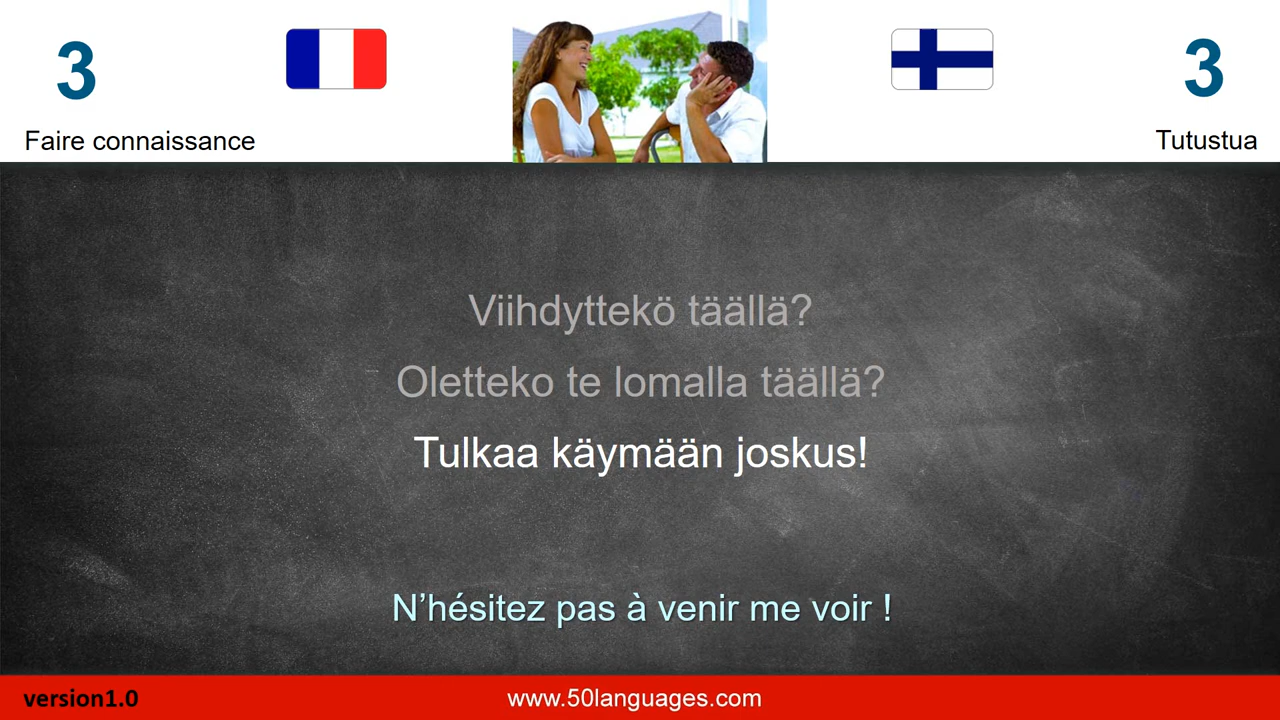 3
3
Faire connaissance
Tutustua
Viihdyttekö täällä?
Oletteko te lomalla täällä?
Tulkaa käymään joskus!
N’hésitez pas à venir me voir !
version1.0
www.50languages.com